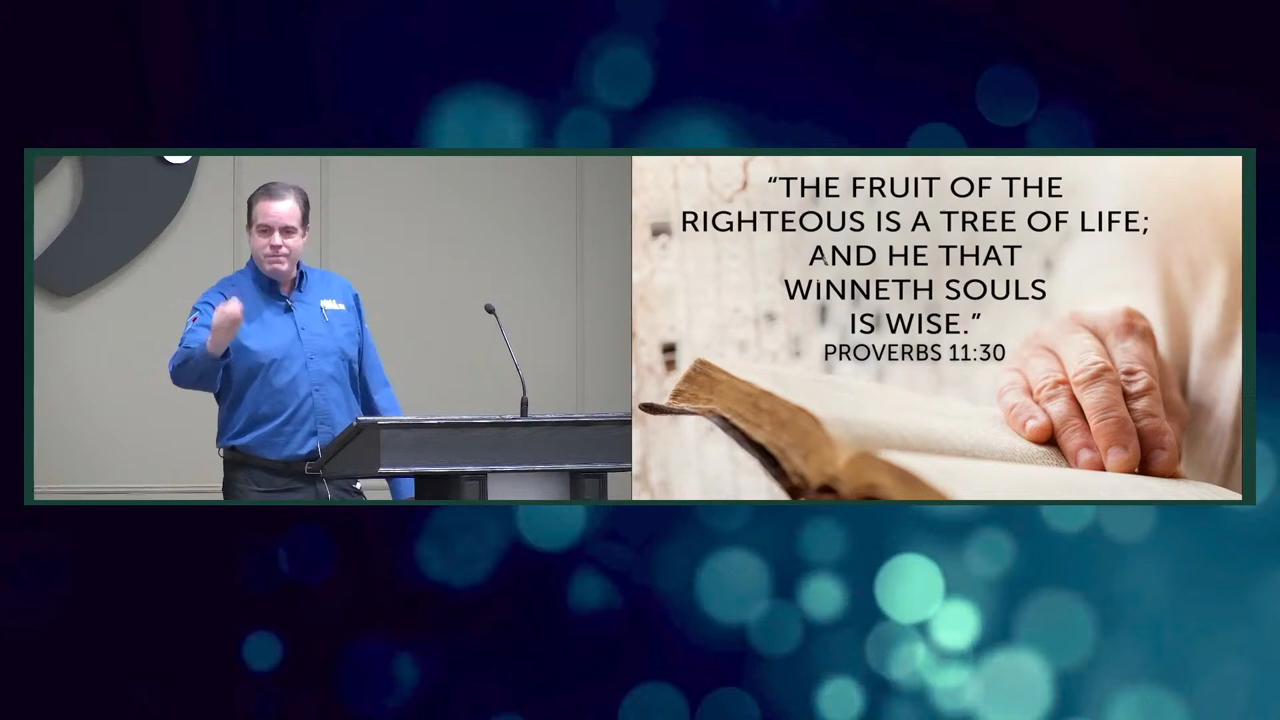 “THE FRUIT OF THE
RIGHTEOUS IS A TREE OF LIFE;
AND HE THAT
WINNETH SOULS
IS WISE.”
PROVERBS 11:30